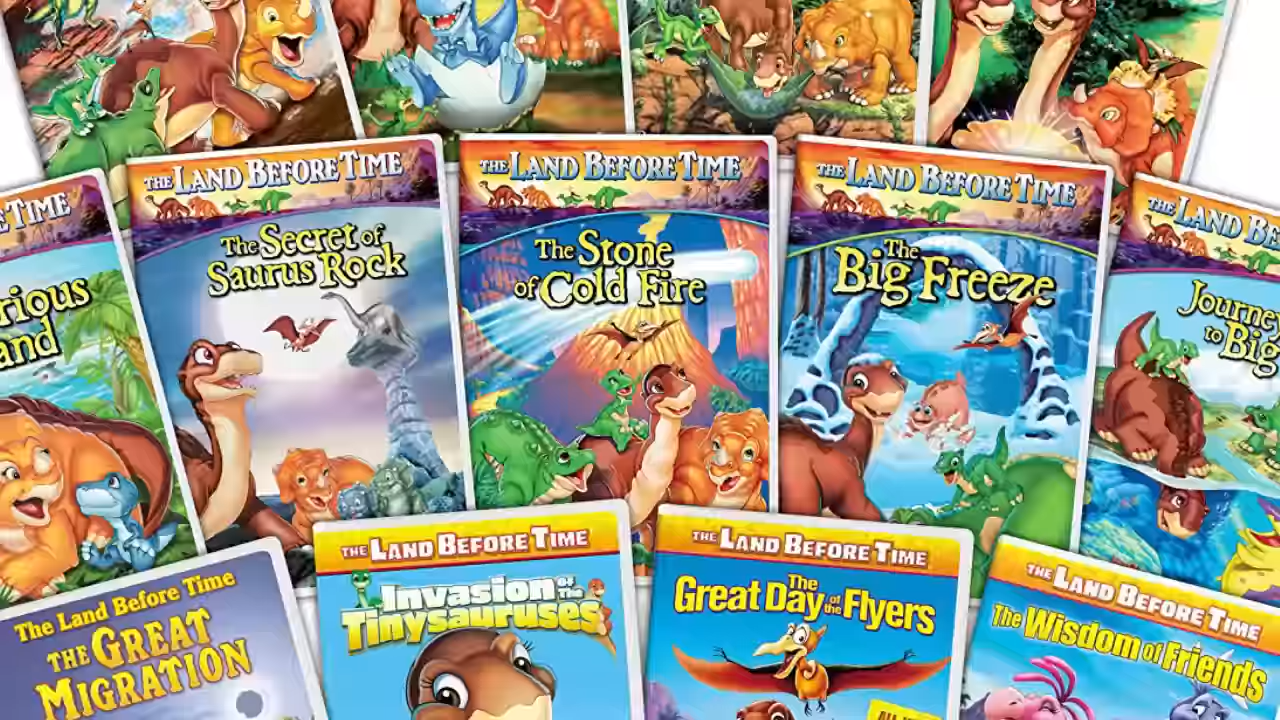 E TIME
rious
and
THE LAND BEFORE TIME
The Secret of
Saurus Rock
THE LAND BEFORE TIME
The Stone
of Cold Fire
THE LAND BEFORE TIME
The
Big Freeze
THE LAND BE
Journey
to Big
The Land Before Time
THE GREAT
MIGRATION
THE LAND BEFORE TIME
Invasion OF THE
Tinysauruses
THE LAND BEFORE TIME
The
Great Day of the Flyers
THE LAND BEFORE TIME
The Wisdom of Friends